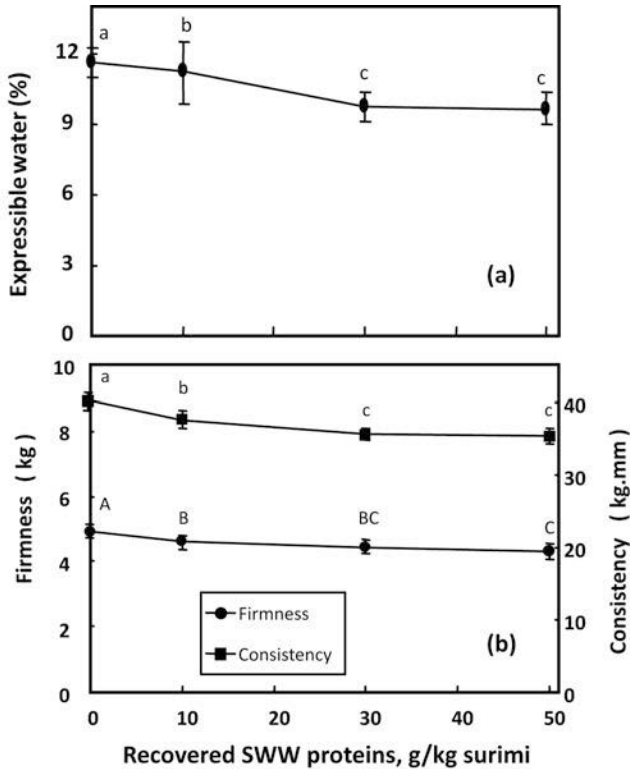 12
9
6
3
0
Expressible water (%)
a
b
c
c
(a)
10
8
6
4
2
0
Firmness ( kg)
a
b
c
c
A
B
BC
C
Firmness
Consistency
(b)
40
30
20
10
0
Consistency ( kg.mm)
0 10 20 30 40 50
Recovered SWW proteins, g/kg surimi